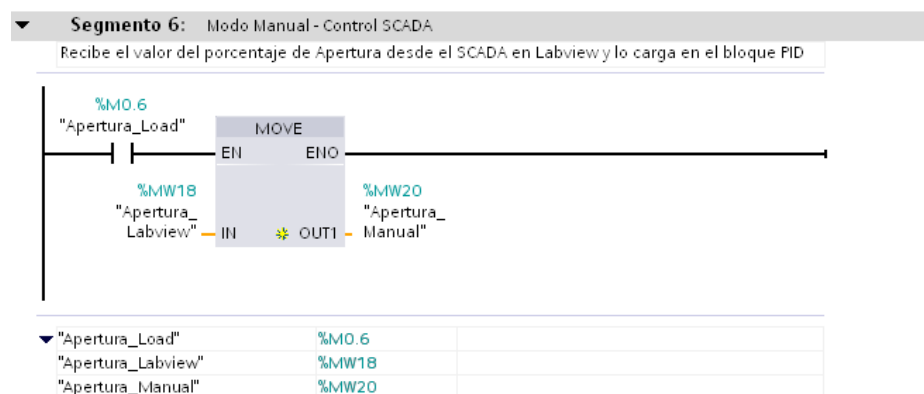 Segmento 6: Modo Manual - Control SCADA
Recibe el valor del porcentaje de Apertura desde el SCADA en Labview y lo carga en el bloque PID
%M0.6
"Apertura_Load"
MOVE
EN ENO
%MW18
"Apertura_
Labview"
IN OUT1
%MW20
"Apertura_
Manual"
"Apertura_Load" %M0.6
"Apertura_Labview" %MW18
"Apertura_Manual" %MW20